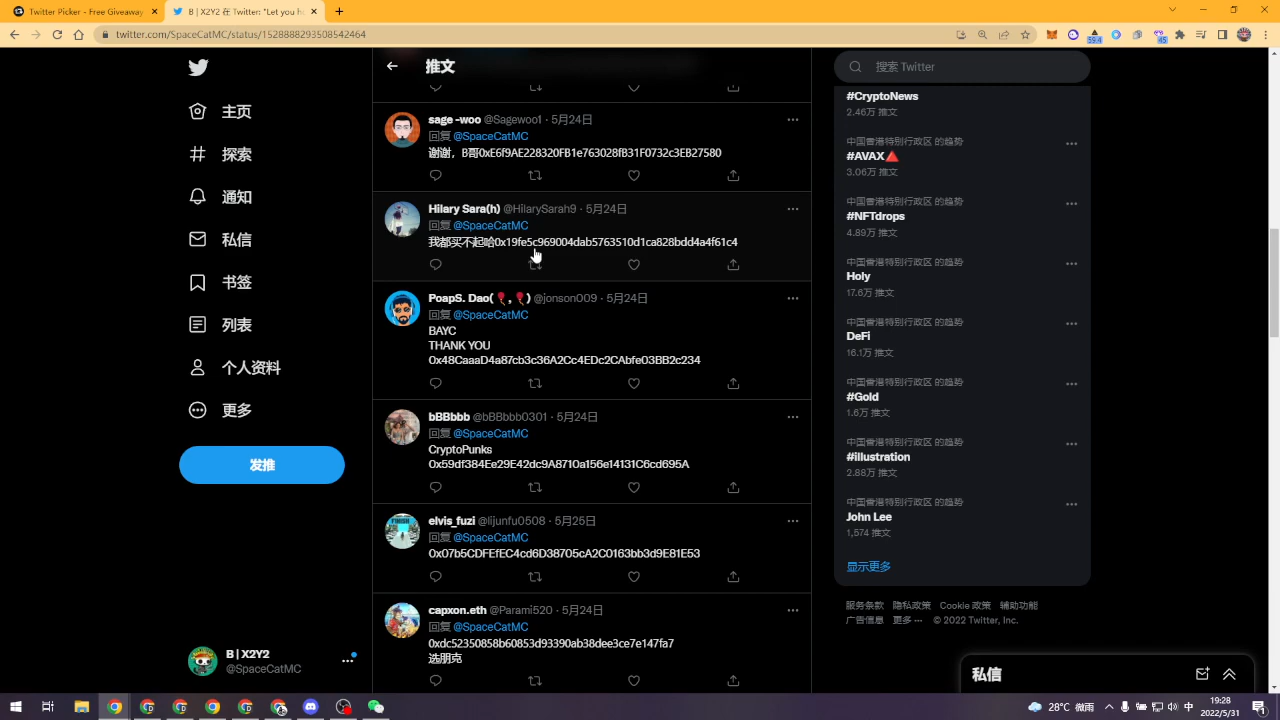 Twitter Picker - Free Giveaway
B | X2Y2 在 Twitter: "Let you he
twitter.com/SpaceCatMC/status/1528888293508542464
59.4
45
主页
探索
通知
私信
书签
列表
个人资料
更多
发推
B | X2Y2
@SpaceCatMC
推文
sage -woo @Sagewoo1 · 5月24日
回复 @SpaceCatMC
谢谢，B哥0xE6f9AE228320FB1e763028fB31F0732c3EB27580
Hilary Sara(h) @HilarySarah9 · 5月24日
回复 @SpaceCatMC
我都买不起哈0x19fe5c969004dab5763510d1ca828bdd4a4f61c4
PoapS. Dao(🌹,🌹) @jonson009 · 5月24日
回复 @SpaceCatMC
BAYC
THANK YOU
0x48CaaaD4a87cb3c36A2Cc4EDc2CAbfe03BB2c234
bBBbbb @bBBbbb0301 · 5月24日
回复 @SpaceCatMC
CryptoPunks
0x59df384Ee29E42dc9A8710a156e14131C6cd695A
elvis_fuzi @lijunfu0508 · 5月25日
回复 @SpaceCatMC
0x07b5CDFEfEC4cd6D38705cA2C0163bb3d9E81E53
capxon.eth @Parami520 · 5月24日
回复 @SpaceCatMC
0xdc52350858b60853d93390ab38dee3ce7e147fa7
选朋克
搜索 Twitter
#CryptoNews
2.46万 推文
中国香港特别行政区 的趋势
#AVAX🔺
3.06万 推文
中国香港特别行政区 的趋势
#NFTdrops
4.89万 推文
中国香港特别行政区 的趋势
Holy
17.6万 推文
中国香港特别行政区 的趋势
DeFi
16.1万 推文
中国香港特别行政区 的趋势
#Gold
1.6万 推文
中国香港特别行政区 的趋势
#illustration
2.88万 推文
中国香港特别行政区 的趋势
John Lee
1,574 推文
显示更多
服务条款 隐私政策 Cookie 政策 辅助功能
广告信息 更多 ··· © 2022 Twitter, Inc.
私信
28°C 微雨
中
19:28
2022/5/31